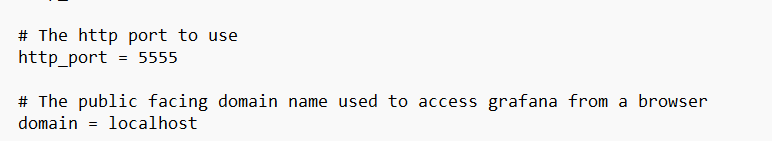 # The http port to use
http_port = 5555
# The public facing domain name used to access grafana from a browser
domain = localhost